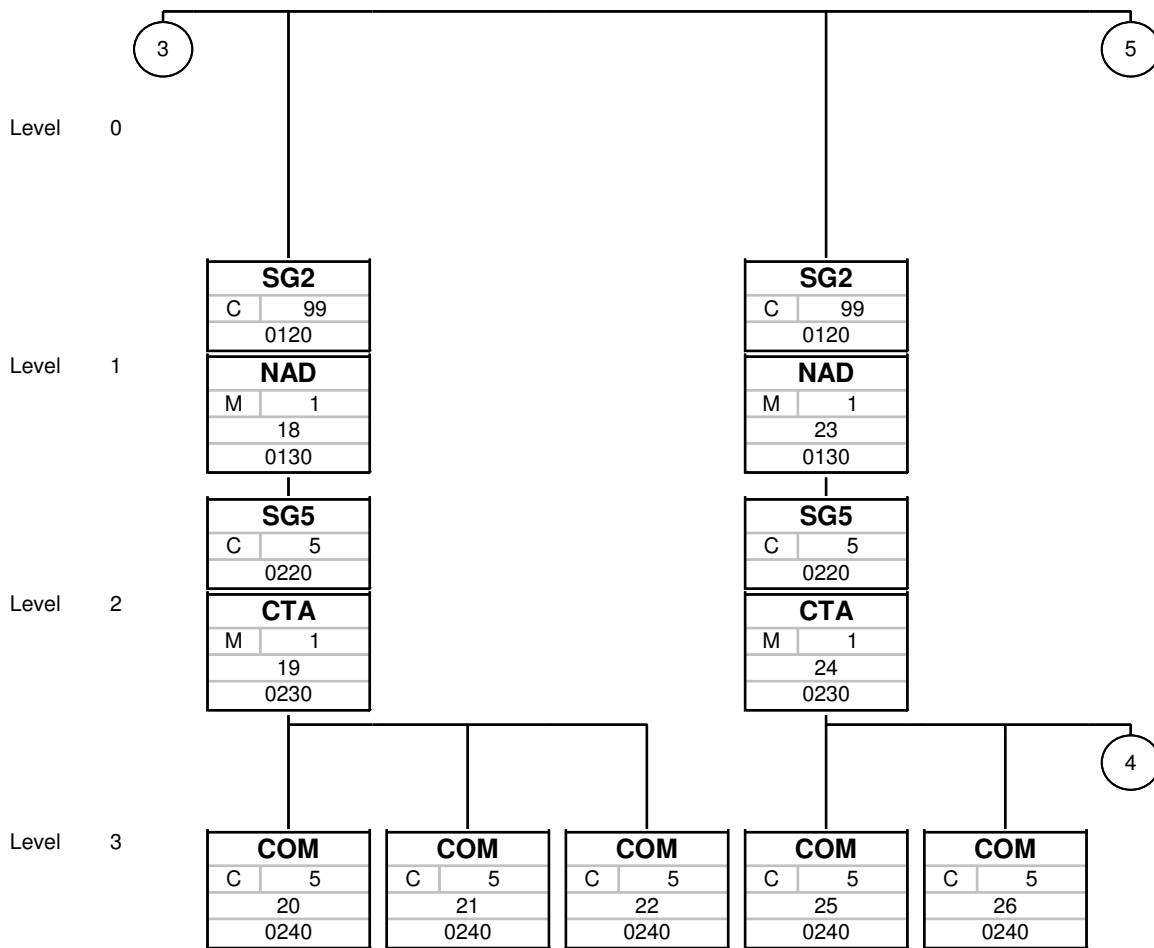 3 5
Level 0
SG2 SG2
C 99 C 99
0120 0120
Level 1
NAD NAD
M 1 M 1
18 23
0130 0130
SG5 SG5
C 5 C 5
0220 0220
Level 2
CTA CTA
M 1 M 1
19 24
0230 0230
4
Level 3
COM COM COM COM COM
C 5 C 5 C 5 C 5 C 5
20 21 22 25 26
0240 0240 0240 0240 0240